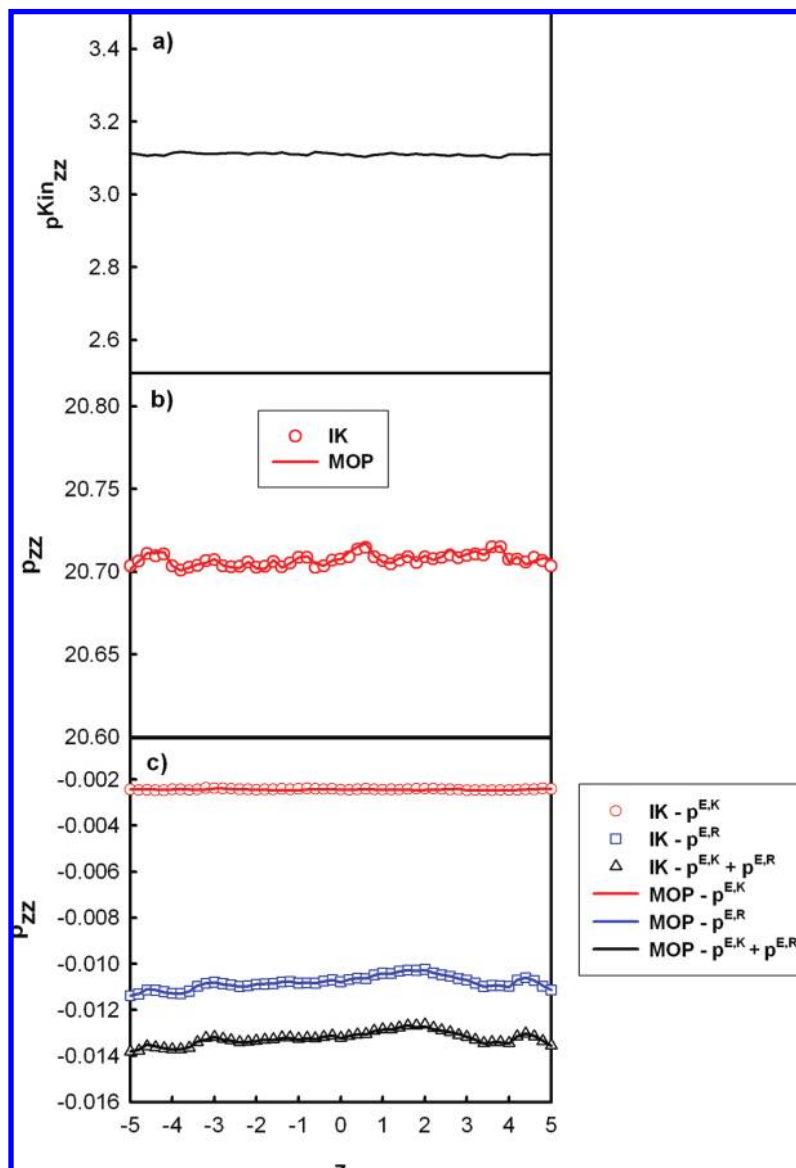 a)
3.4
3.2
3.0
2.8
2.6
pKin zz
b)
20.80
20.75
20.70
20.65
20.60
pzz
IK
MOP
c)
-0.002
-0.004
-0.006
-0.008
-0.010
-0.012
-0.014
-0.016
pzz
-5 -4 -3 -2 -1 0 1 2 3 4 5
IK - pE,K
IK - pE,R
IK - pE,K + pE,R
MOP - pE,K
MOP - pE,R
MOP - pE,K + pE,R